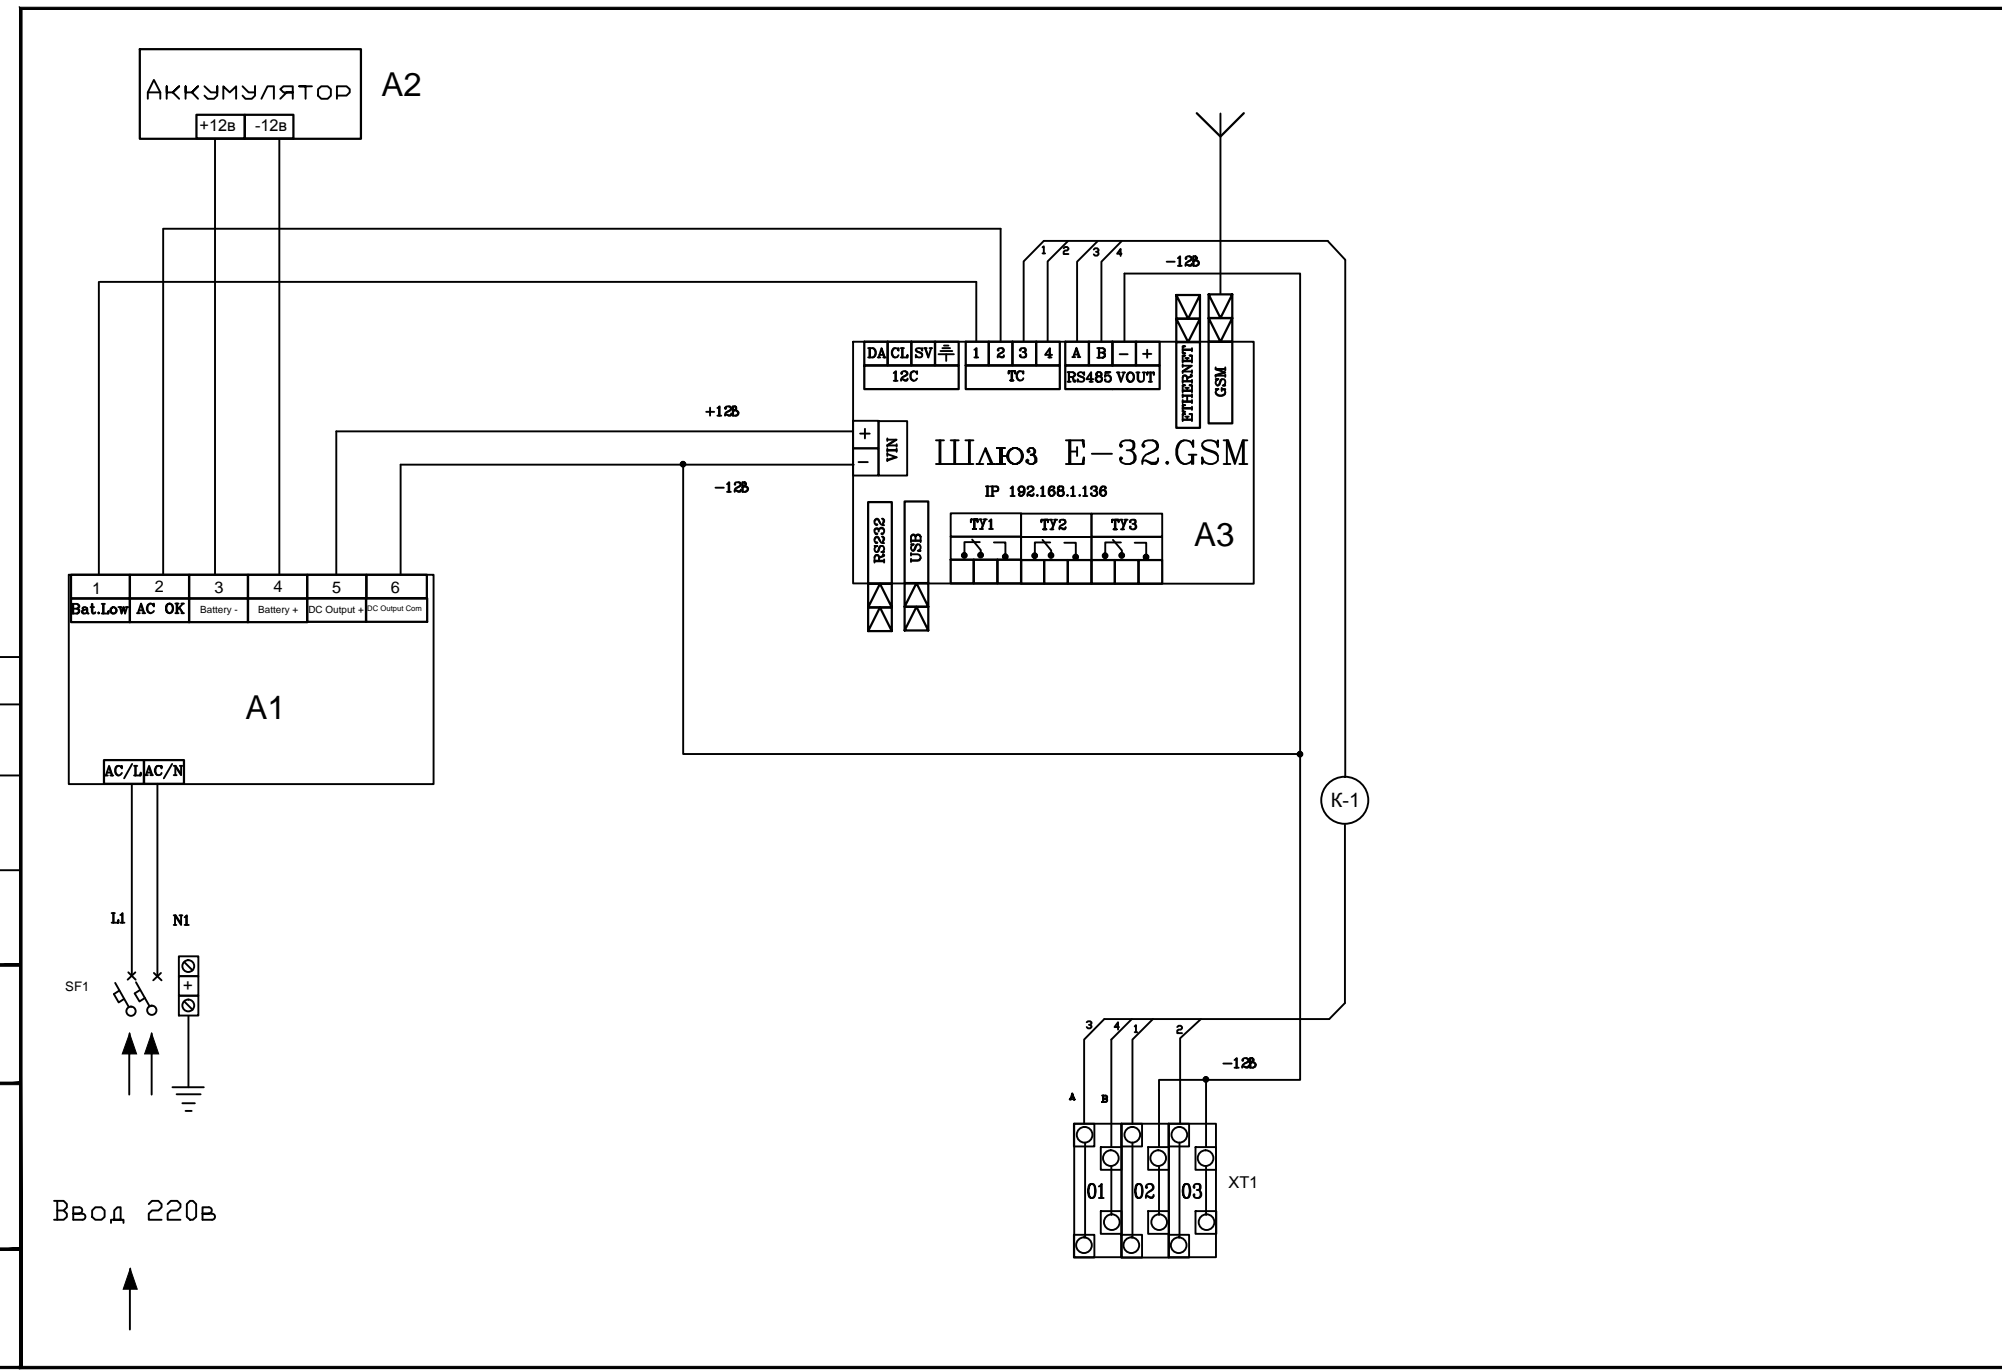 Аккумулятор
A2
+12в -12в
1 2 3 4
-12В
DA CL SV 1 2 3 4 A B - +
12C TC RS485 VOUT
ETHERNET
GSM
+12В
+
-
VIN
Шлюз E-32.GSM
-12В
IP 192.168.1.136
RS232
USB
ТУ1 ТУ2 ТУ3
A3
1 2 3 4 5 6
Bat.Low AC OK Battery - Battery + DC Output + DC Output Com
A1
AC/L AC/N
К-1
L1 N1
SF1
+
3 4 1 2
-12В
A B
01 02 03
XT1
Ввод 220в